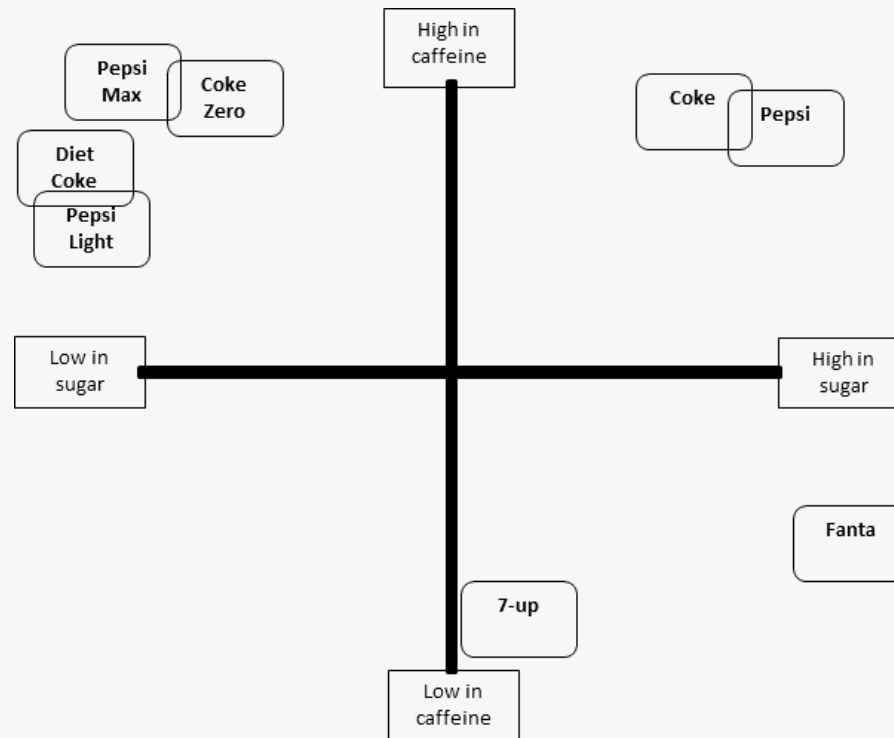 High in
caffeine
Pepsi
Max
Coke
Zero
Coke
Pepsi
Diet
Coke
Pepsi
Light
Low in
sugar
High in
sugar
Fanta
7-up
Low in
caffeine